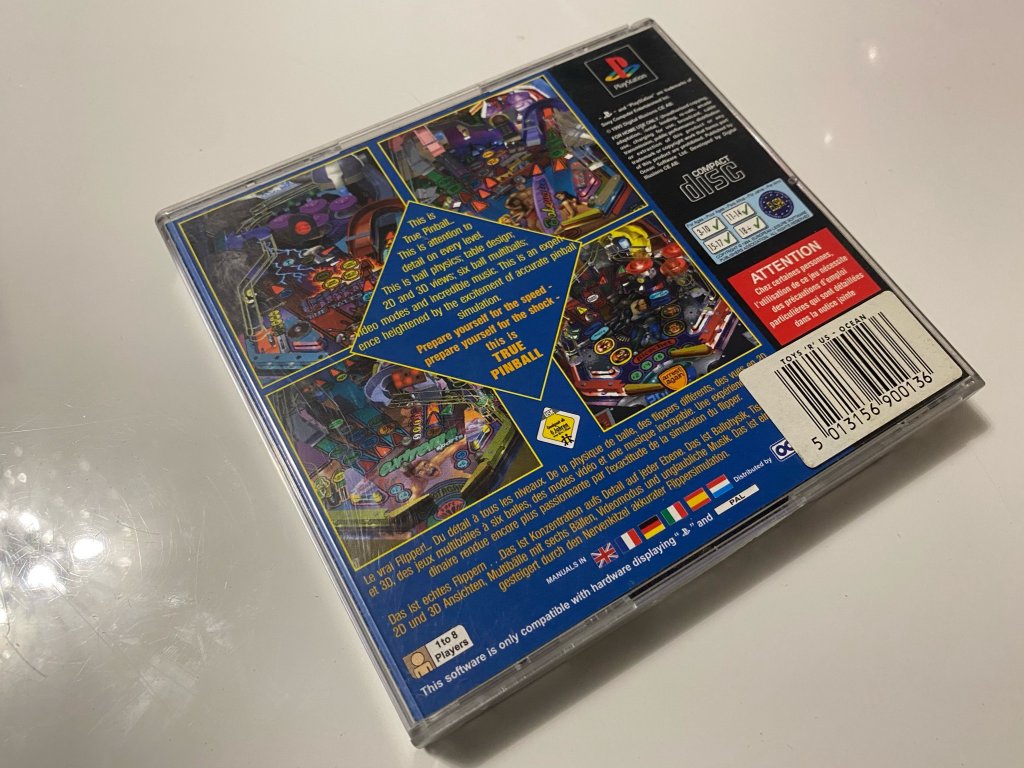 This is
True Pinball..
This is attention to
detail on every level.
This is ball physics; table design;
2D and 3D views; six ball multiballs;
video modes and incredible music. This is an experi-
ence heightened by the excitement of accurate pinball
simulation.
Prepare yourself for the speed -
prepare yourself for the shock -
this is
TRUE
PINBALL
PlayStation
Sony Computer Entertainment
FOR HOME USE ONLY
COMPACT
disc
3-10
11-14
15-17
18+
ATTENTION
Chez certaines personnes,
l'utilisation de ce jeu nécessite
des précautions d'emploi
particulières qui sont détaillées
dans la notice jointe
TOYS 'R' US - OCEAN
5 013156 900136
Le vrai Flipper!.. Du détail à tous les niveaux. De la physique de balle, des flippers différents, des vues en 2D
et 3D, des jeux multiballes à six balles, des modes vidéo et une musique incroyable. Une expérience
dinaire rendue encore plus passionnante par l'exactitude de la simulation du flipper.
Das ist echtes Flippern . . .Das ist Konzentration aufs Detail auf jeder Ebene. Das ist Ballphysik, Tis
2D und 3D Ansichten, Multibälle mit sechs Bällen, Videomodus und unglaubliche Musik. Das ist ei
gesteigert durch den Nervenkitzel akkurater Flippersimulation.
Distributed by
MANUALS IN
1 to 8
Players
This software is only compatible with hardware displaying " " and PAL